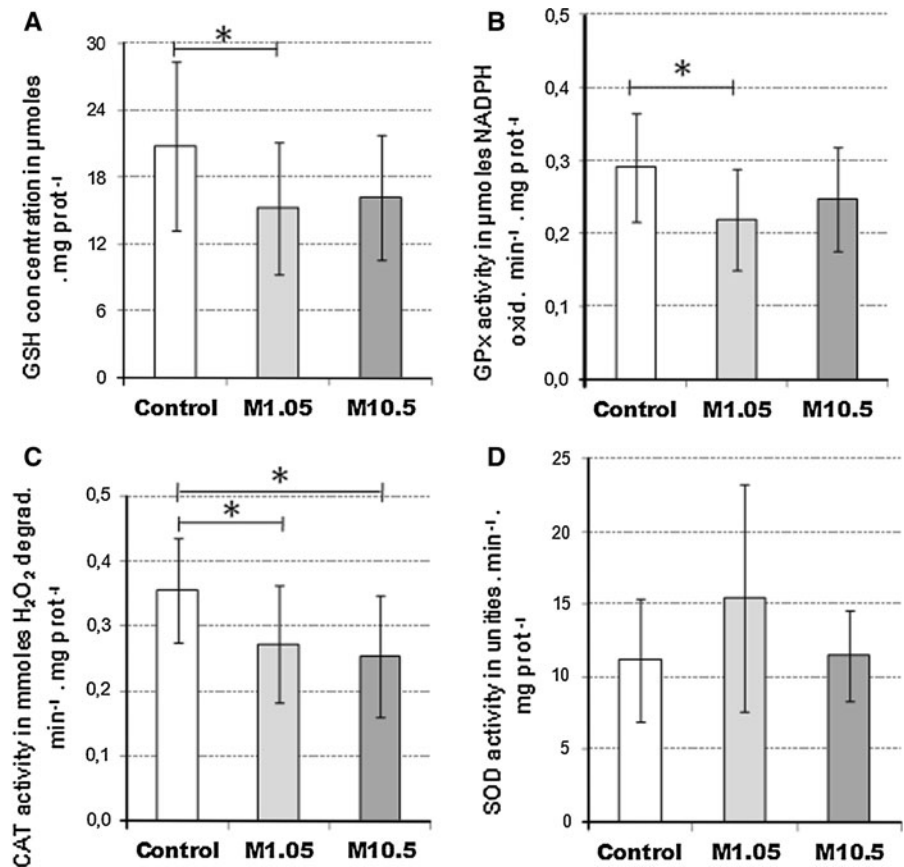 A
GSH con centration in µmoles
. mg prot⁻¹
30
24
18
12
6
0
*
Control M1.05 M10.5
B
GPx activity in µmoles NADPH
oxid . min⁻¹ . mg prot⁻¹
0,5
0,4
0,3
0,2
0,1
0,0
*
Control M1.05 M10.5
C
CAT activity in mmoles H₂O₂ degrad.
min⁻¹ . mg prot⁻¹
0,5
0,4
0,3
0,2
0,1
0,0
*
*
Control M1.05 M10.5
D
SOD activity in unities . min⁻¹ .
mg prot⁻¹
25
20
15
10
5
0
Control M1.05 M10.5